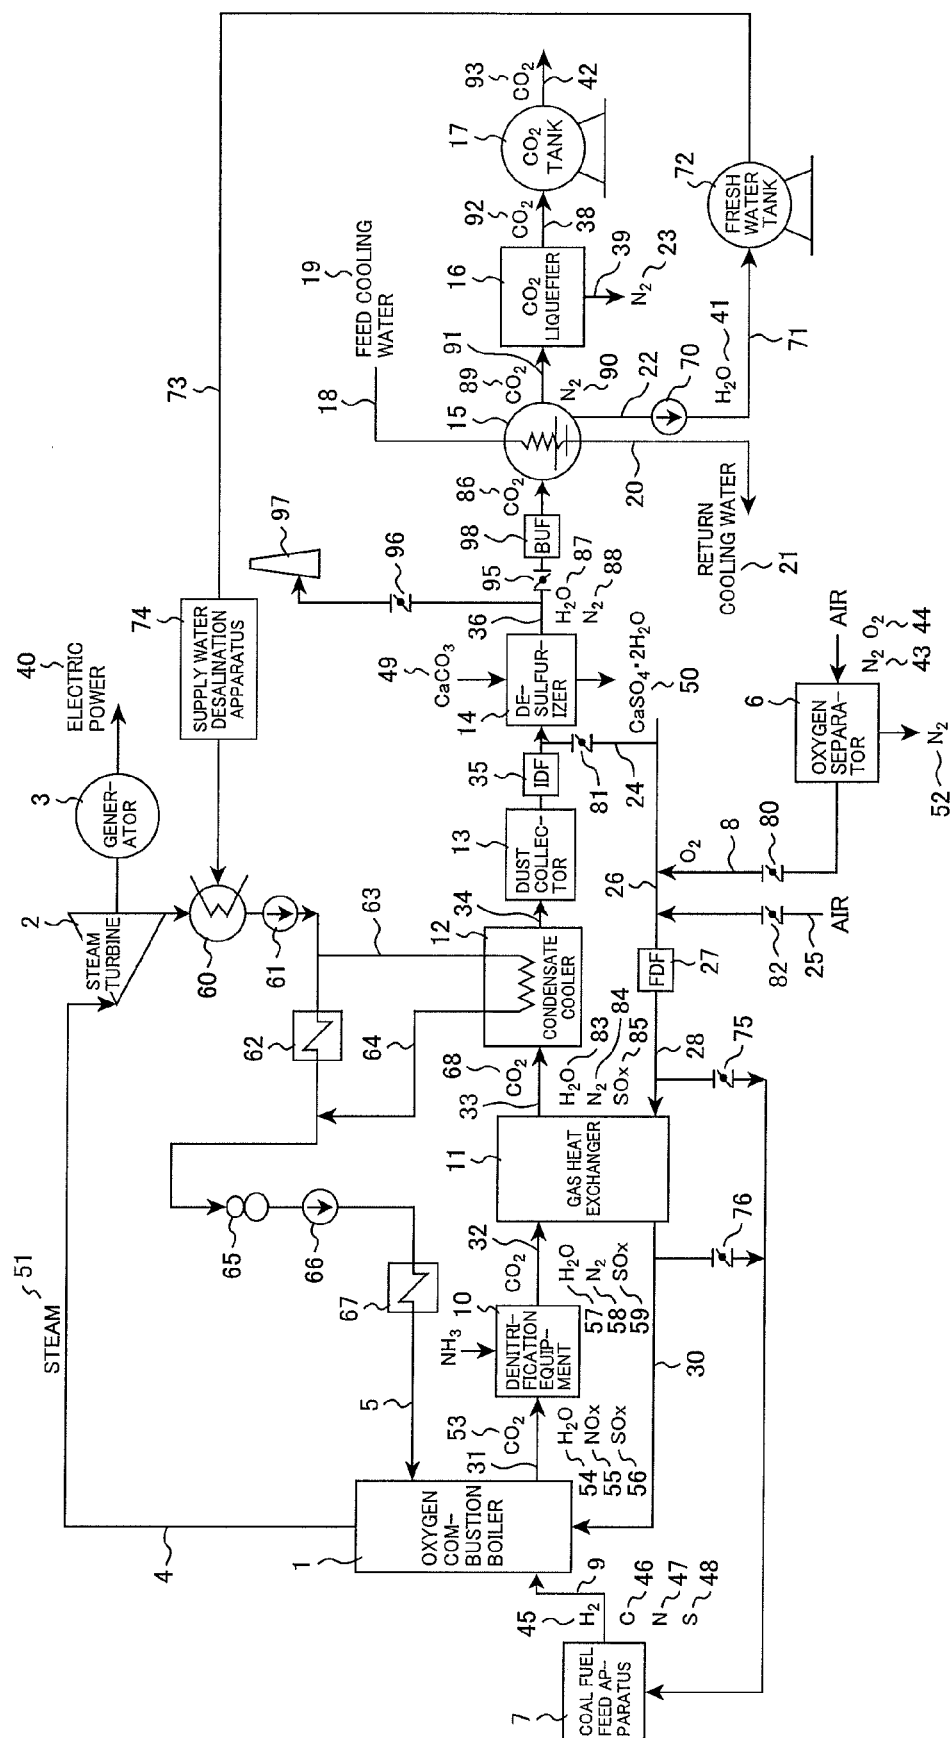 40
ELECTRIC
POWER
51
STEAM
3
GENER-
ATOR
2
STEAM
TURBINE
74
SUPPLY WATER
DESALINATION
APPARATUS
73
4
60
61
62
63
64
65
66
67
5
97
96
19
FEED COOLING
WATER
18
1
OXYGEN
COM-
BUSTION
BOILER
53
CO2
31
H2O
NOx
SOx
54
55
56
NH3
10
DENITRI-
FICATION
EQUIP-
MENT
CO2
32
H2O
N2
SOx
57
58
59
11
GAS HEAT
EXCHANGER
68
CO2
33
H2O
83
N2
84
SOx
85
12
CONDENSATE
COOLER
34
13
DUST
COLLEC-
TOR
35
IDF
49
CaCO3
14
DE-
SULFUR-
IZER
CaSO4·2H2O
50
36
95
H2O
87
N2
88
98
BUF
86
CO2
15
89
CO2
91
N2
90
16
CO2
LIQUEFIER
39
N2
23
92
CO2
38
17
CO2
TANK
93
CO2
42
22
70
H2O
41
71
72
FRESH
WATER
TANK
20
RETURN
COOLING WATER
21
81
24
26
O2
8
80
6
OXYGEN
SEPARA-
TOR
AIR
N2
O2
43
44
52
N2
82
25
AIR
FDF
27
28
75
76
30
7
COAL FUEL
FEED AP-
PARATUS
45
H2
9
C
46
N
47
S
48